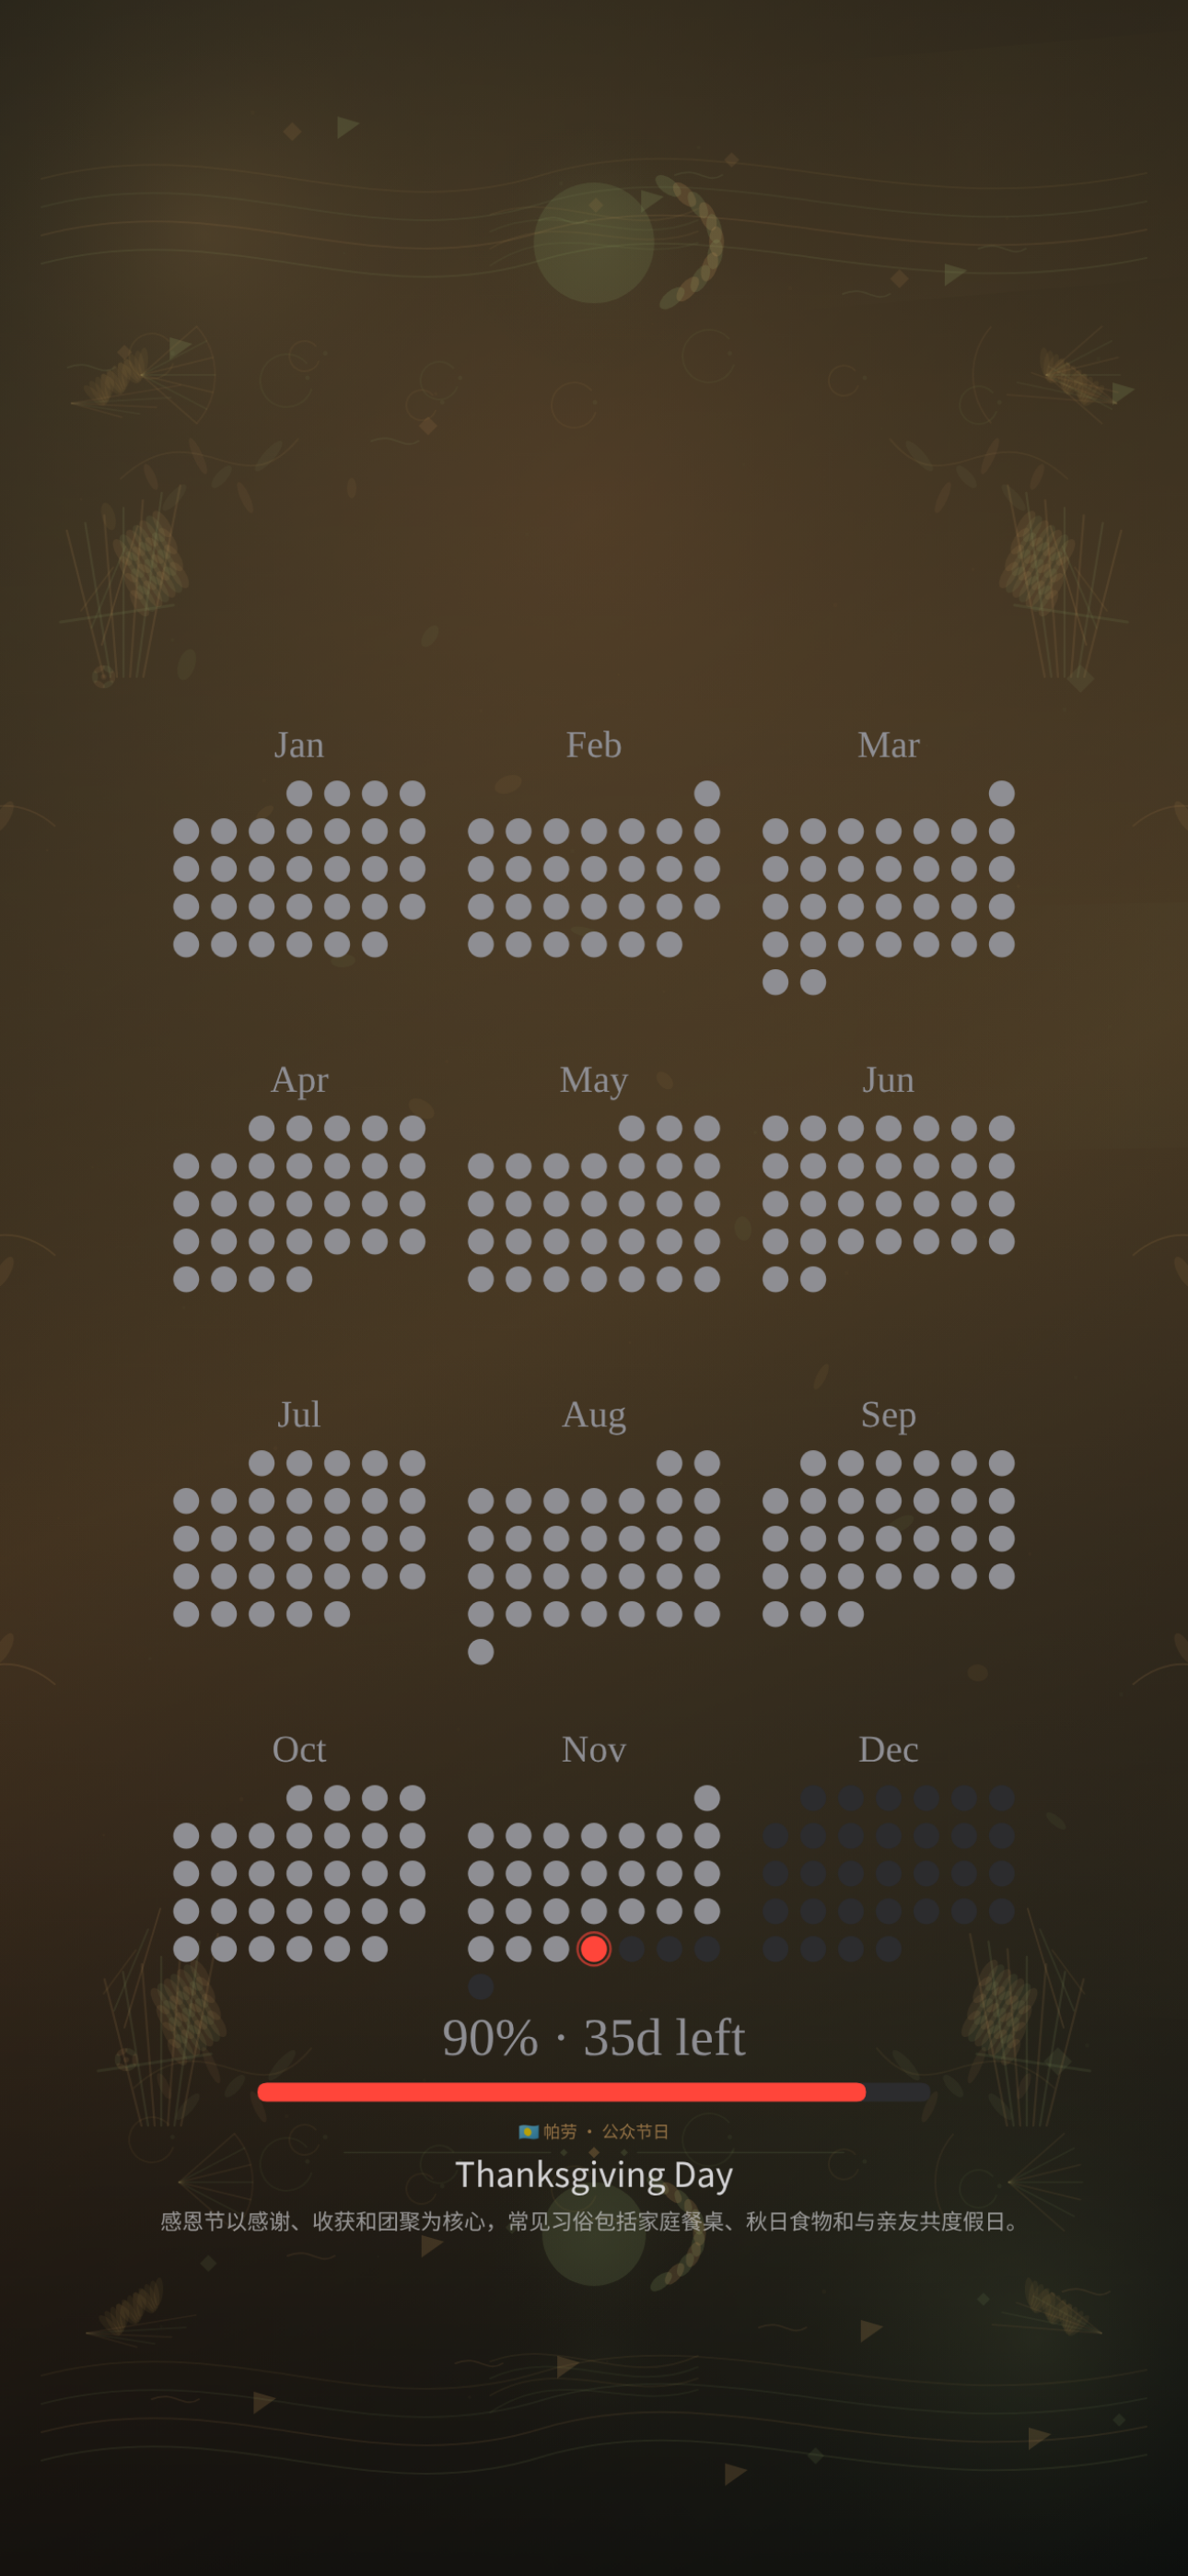 Jan Feb Mar
Apr May Jun
Jul Aug Sep
Oct Nov Dec
90% · 35d left
🇵🇼 帕劳 · 公众节日
Thanksgiving Day
感恩节以感谢、收获和团聚为核心，常见习俗包括家庭餐桌、秋日食物和与亲友共度假日。